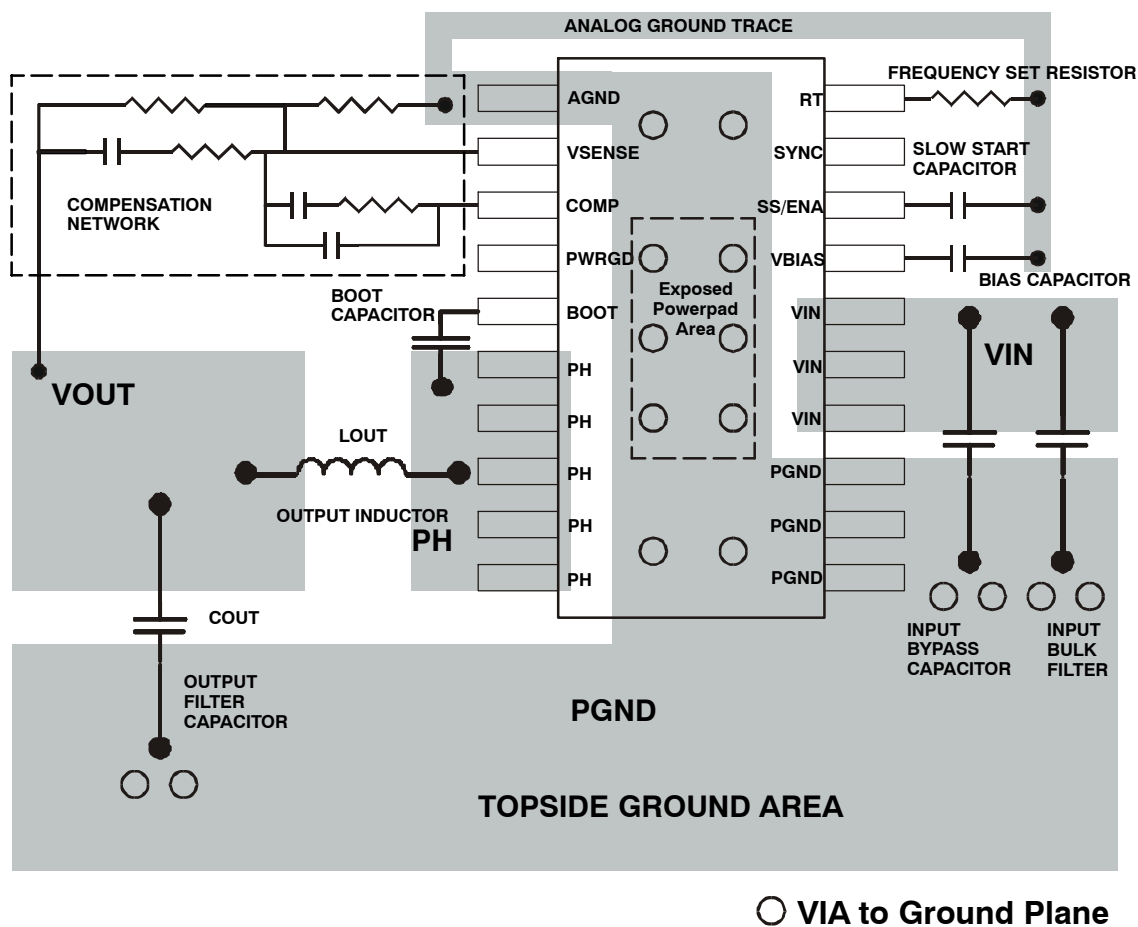 ANALOG GROUND TRACE
FREQUENCY SET RESISTOR
AGND
RT
VSENSE
SYNC
SLOW START
CAPACITOR
COMPENSATION
NETWORK
COMP
SS/ENA
PWRGD
VBIAS
BIAS CAPACITOR
Exposed
Powerpad
Area
BOOT
CAPACITOR
BOOT
VIN
VIN
PH
VIN
VOUT
PH
VIN
LOUT
PH
PGND
OUTPUT INDUCTOR
PH
PGND
PH
PH
PGND
COUT
INPUT
BYPASS
CAPACITOR
INPUT
BULK
FILTER
OUTPUT
FILTER
CAPACITOR
PGND
TOPSIDE GROUND AREA
VIA to Ground Plane